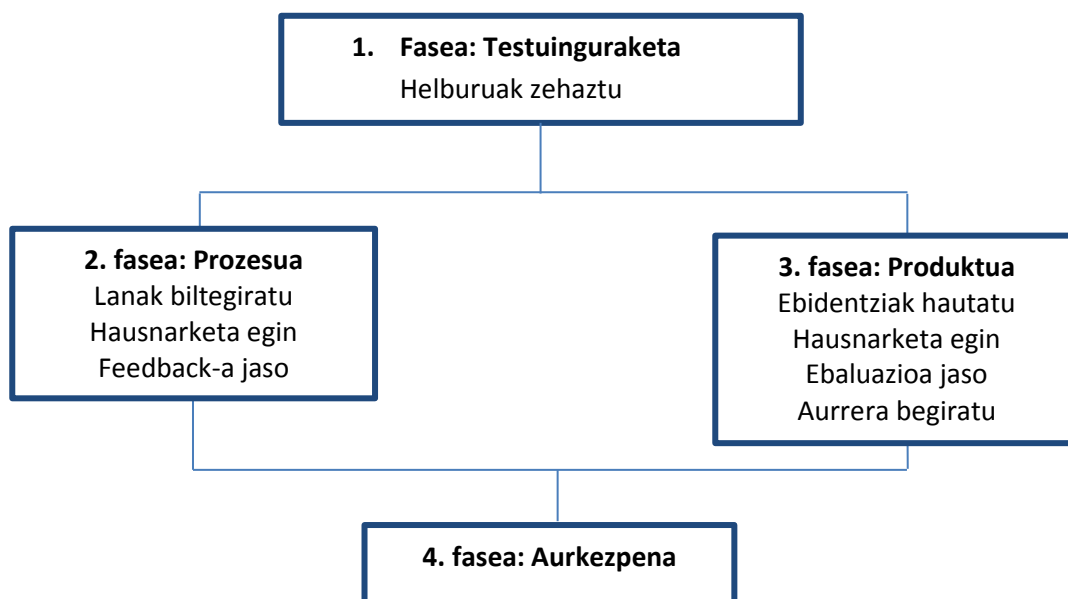 1. Fasea: Testuinguraketa
Helburuak zehaztu
2. fasea: Prozesua
Lanak biltegiratu
Hausnarketa egin
Feedback-a jaso
3. fasea: Produktua
Ebidentziak hautatu
Hausnarketa egin
Ebaluazioa jaso
Aurrera begiratu
4. fasea: Aurkezpena